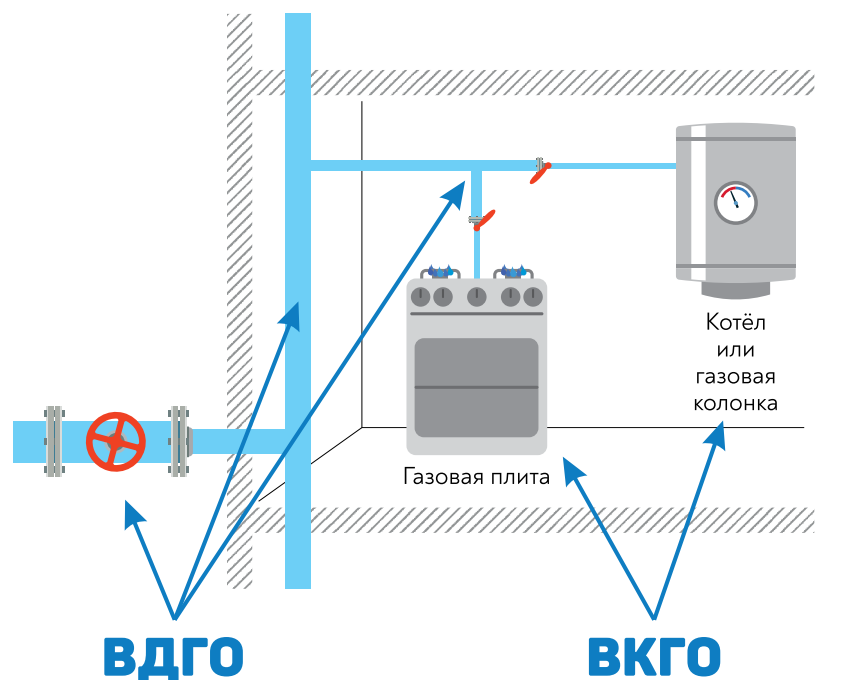 Котёл
или
газовая
колонка
Газовая плита
ВДГО
ВКГО